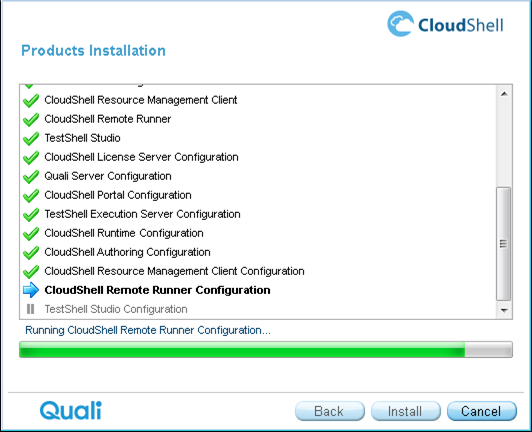 CloudShell
Products Installation
CloudShell Resource Management Client
CloudShell Remote Runner
TestShell Studio
CloudShell License Server Configuration
Quali Server Configuration
CloudShell Portal Configuration
TestShell Execution Server Configuration
CloudShell Runtime Configuration
CloudShell Authoring Configuration
CloudShell Resource Management Client Configuration
CloudShell Remote Runner Configuration
TestShell Studio Configuration
Running CloudShell Remote Runner Configuration...
Quali
Back
Install
Cancel